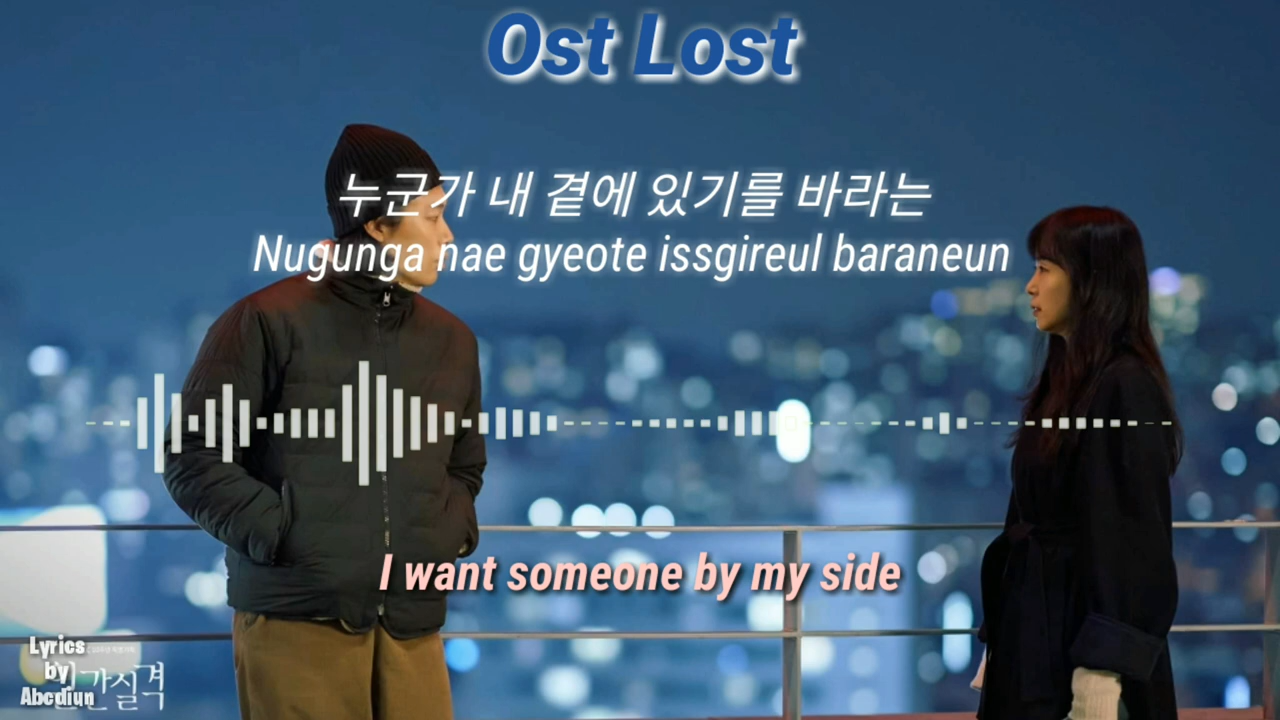 Ost Lost
누군가 내 곁에 있기를 바라는
Nugunga nae gyeote issgireul baraneun
I want someone by my side
Lyrics
by
Abcdiun
인간실격